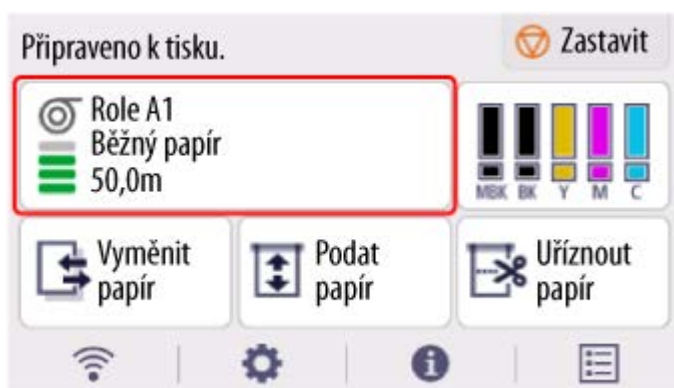 Připraveno k tisku.
Zastavit
Role A1
Běžný papír
50,0m
MBK BK Y M C
Vyměnit
papír
Podat
papír
Uříznout
papír